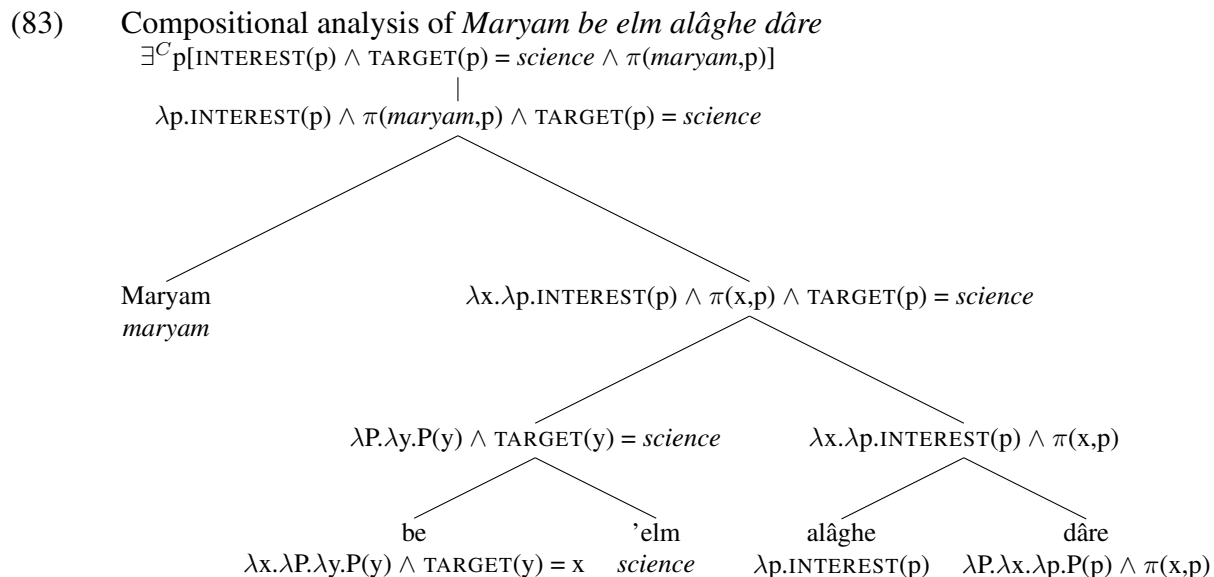 (83) Compositional analysis of Maryam be elm alâghe dâre
∃ᶜp[INTEREST(p) ∧ TARGET(p) = science ∧ π(maryam,p)]
λp.INTEREST(p) ∧ π(maryam,p) ∧ TARGET(p) = science
Maryam λx.λp.INTEREST(p) ∧ π(x,p) ∧ TARGET(p) = science
maryam
λP.λy.P(y) ∧ TARGET(y) = science λx.λp.INTEREST(p) ∧ π(x,p)
be ’elm alâghe dâre
λx.λP.λy.P(y) ∧ TARGET(y) = x science λp.INTEREST(p) λP.λx.λp.P(p) ∧ π(x,p)